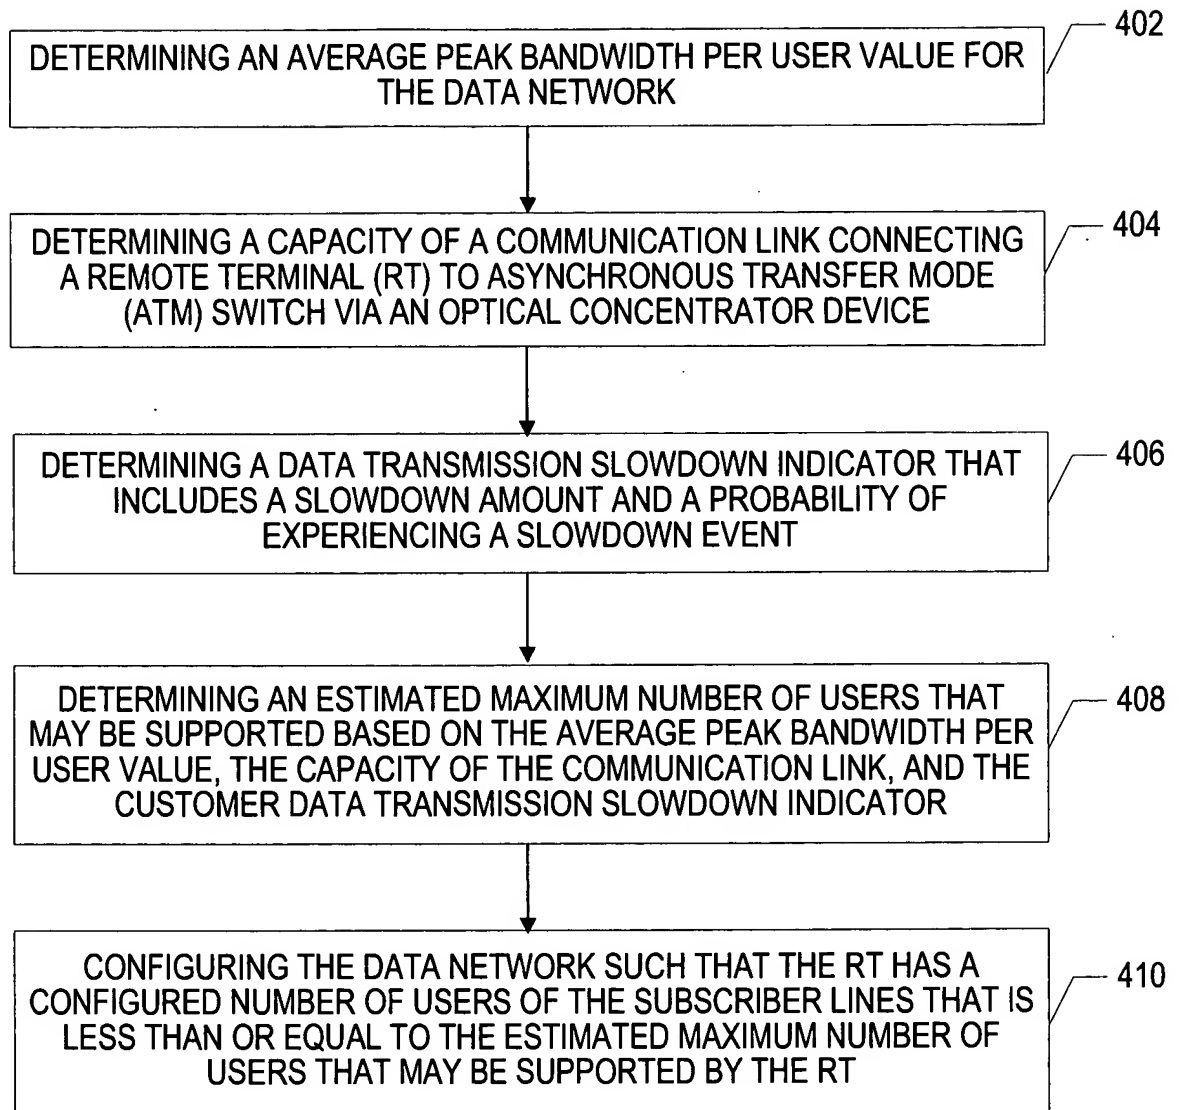 402
DETERMINING AN AVERAGE PEAK BANDWIDTH PER USER VALUE FOR
THE DATA NETWORK
404
DETERMINING A CAPACITY OF A COMMUNICATION LINK CONNECTING
A REMOTE TERMINAL (RT) TO ASYNCHRONOUS TRANSFER MODE
(ATM) SWITCH VIA AN OPTICAL CONCENTRATOR DEVICE
406
DETERMINING A DATA TRANSMISSION SLOWDOWN INDICATOR THAT
INCLUDES A SLOWDOWN AMOUNT AND A PROBABILITY OF
EXPERIENCING A SLOWDOWN EVENT
408
DETERMINING AN ESTIMATED MAXIMUM NUMBER OF USERS THAT
MAY BE SUPPORTED BASED ON THE AVERAGE PEAK BANDWIDTH PER
USER VALUE, THE CAPACITY OF THE COMMUNICATION LINK, AND THE
CUSTOMER DATA TRANSMISSION SLOWDOWN INDICATOR
410
CONFIGURING THE DATA NETWORK SUCH THAT THE RT HAS A
CONFIGURED NUMBER OF USERS OF THE SUBSCRIBER LINES THAT IS
LESS THAN OR EQUAL TO THE ESTIMATED MAXIMUM NUMBER OF
USERS THAT MAY BE SUPPORTED BY THE RT